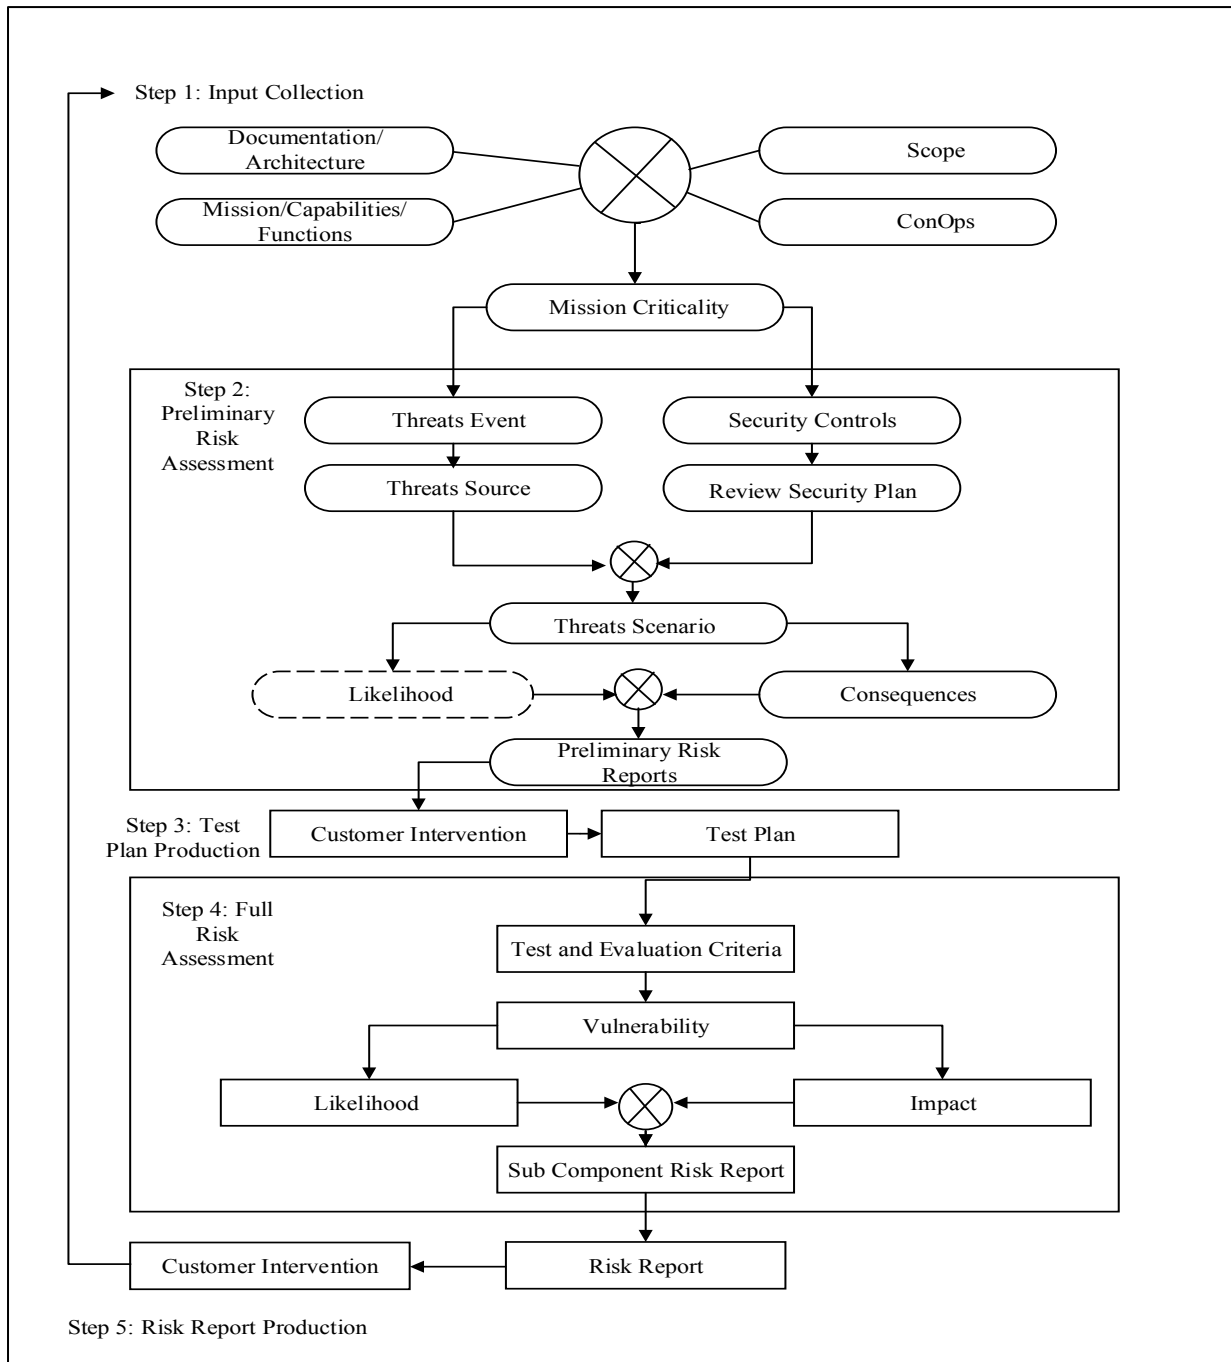 Step 1: Input Collection
Documentation/
Architecture
Scope
Mission/Capabilities/
Functions
ConOps
Mission Criticality
Step 2:
Preliminary
Risk
Assessment
Threats Event
Security Controls
Threats Source
Review Security Plan
Threats Scenario
Likelihood
Consequences
Preliminary Risk
Reports
Step 3: Test
Plan Production
Customer Intervention
Test Plan
Step 4: Full
Risk
Assessment
Test and Evaluation Criteria
Vulnerability
Likelihood
Impact
Sub Component Risk Report
Customer Intervention
Risk Report
Step 5: Risk Report Production